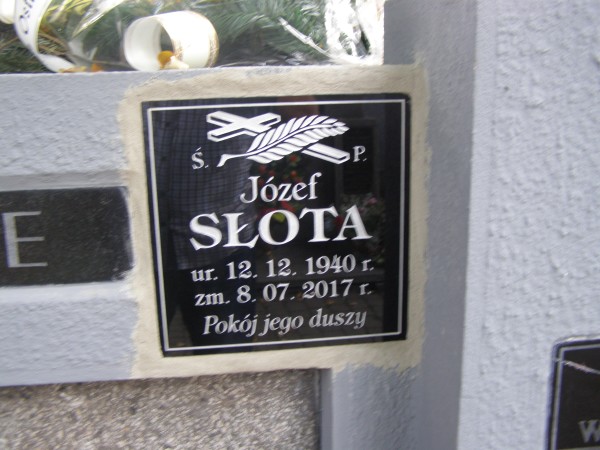 Ś. P.
Józef
SŁOTA
ur. 12. 12. 1940 r.
zm. 8. 07. 2017 r.
Pokój jego duszy
E
W